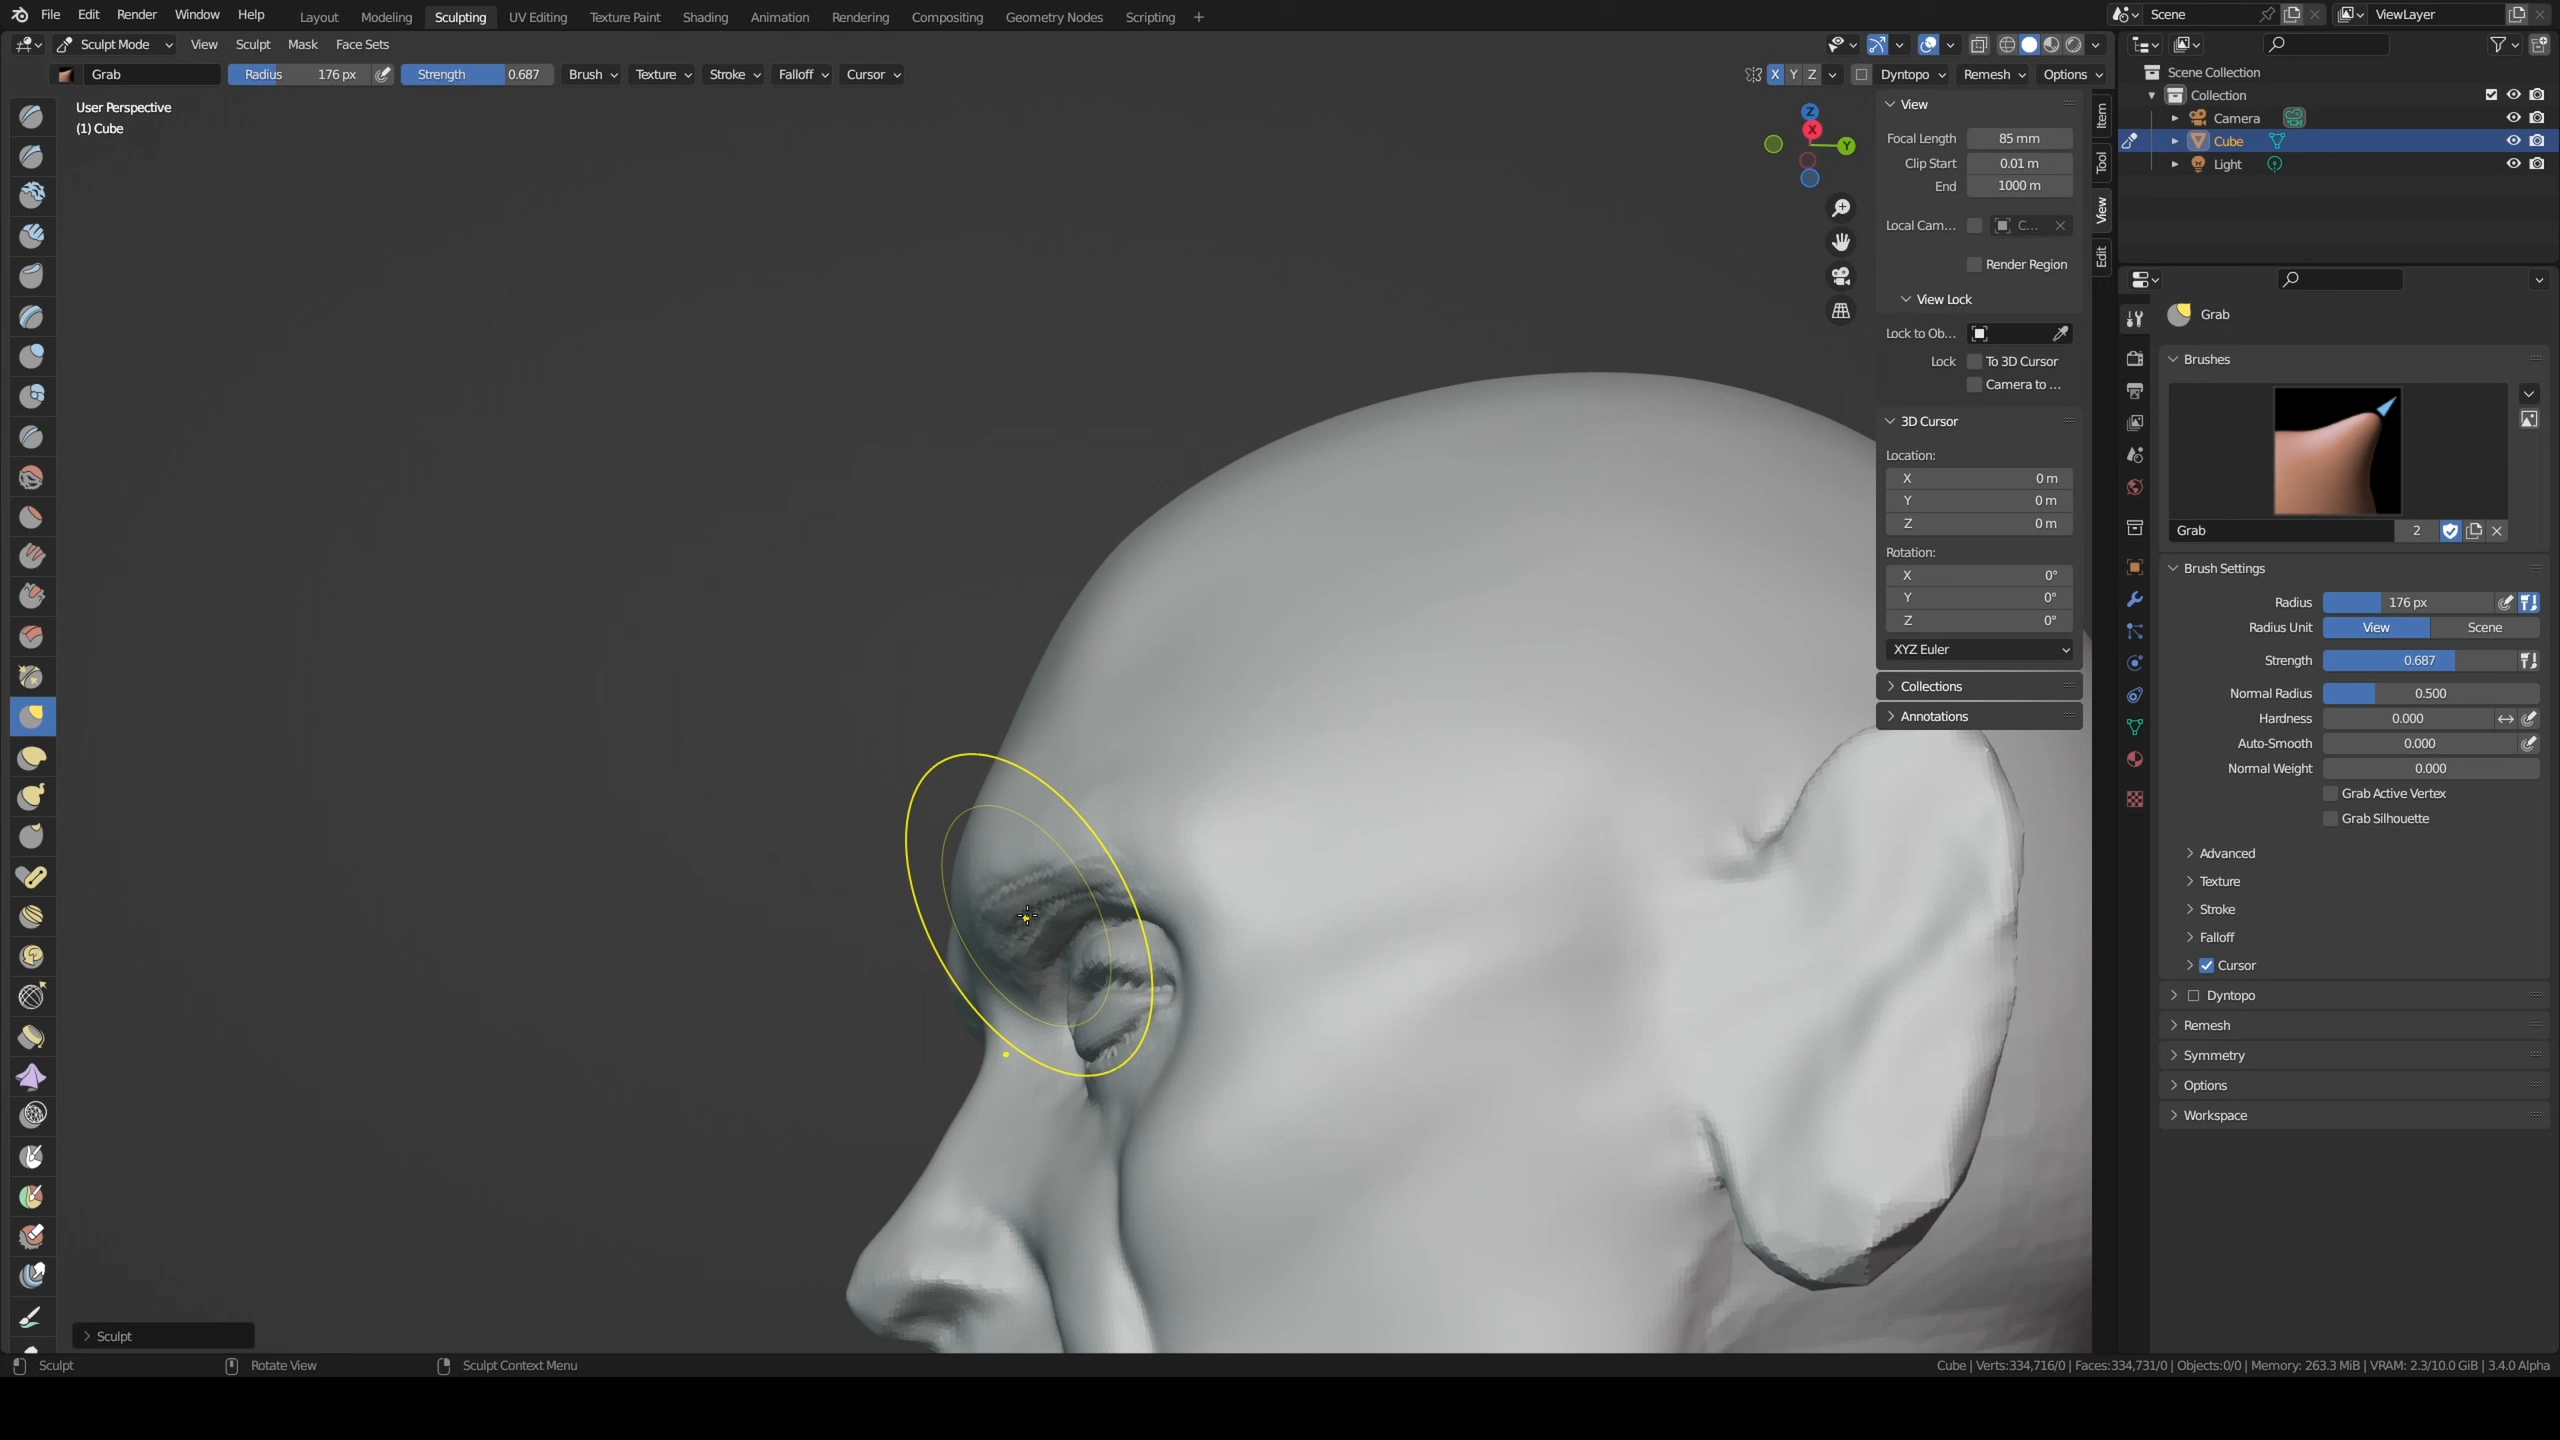 File Edit Render Window Help Layout Modeling Sculpting UV Editing Texture Paint Shading Animation Rendering Compositing Geometry Nodes Scripting + Scene ViewLayer
Sculpt Mode View Sculpt Mask Face Sets
Grab Radius 176 px Strength 0.687 Brush Texture Stroke Falloff Cursor X Y Z Dyntopo Remesh Options
User Perspective
(1) Cube
Z
X
Y
View
Focal Length 85 mm
Clip Start 0.01 m
End 1000 m
Local Cam... C...
Render Region
View Lock
Lock to Ob...
Lock To 3D Cursor
Camera to ...
3D Cursor
Location:
X 0 m
Y 0 m
Z 0 m
Rotation:
X 0°
Y 0°
Z 0°
XYZ Euler
Collections
Annotations
Item
Tool
View
Edit
Scene Collection
Collection
Camera
Cube
Light
Grab
Brushes
Grab 2
Brush Settings
Radius 176 px
Radius Unit View Scene
Strength 0.687
Normal Radius 0.500
Hardness 0.000
Auto-Smooth 0.000
Normal Weight 0.000
Grab Active Vertex
Grab Silhouette
Advanced
Texture
Stroke
Falloff
Cursor
Dyntopo
Remesh
Symmetry
Options
Workspace
Sculpt
Sculpt Rotate View Sculpt Context Menu Cube | Verts:334,716/0 | Faces:334,731/0 | Objects:0/0 | Memory: 263.3 MiB | VRAM: 2.3/10.0 GiB | 3.4.0 Alpha